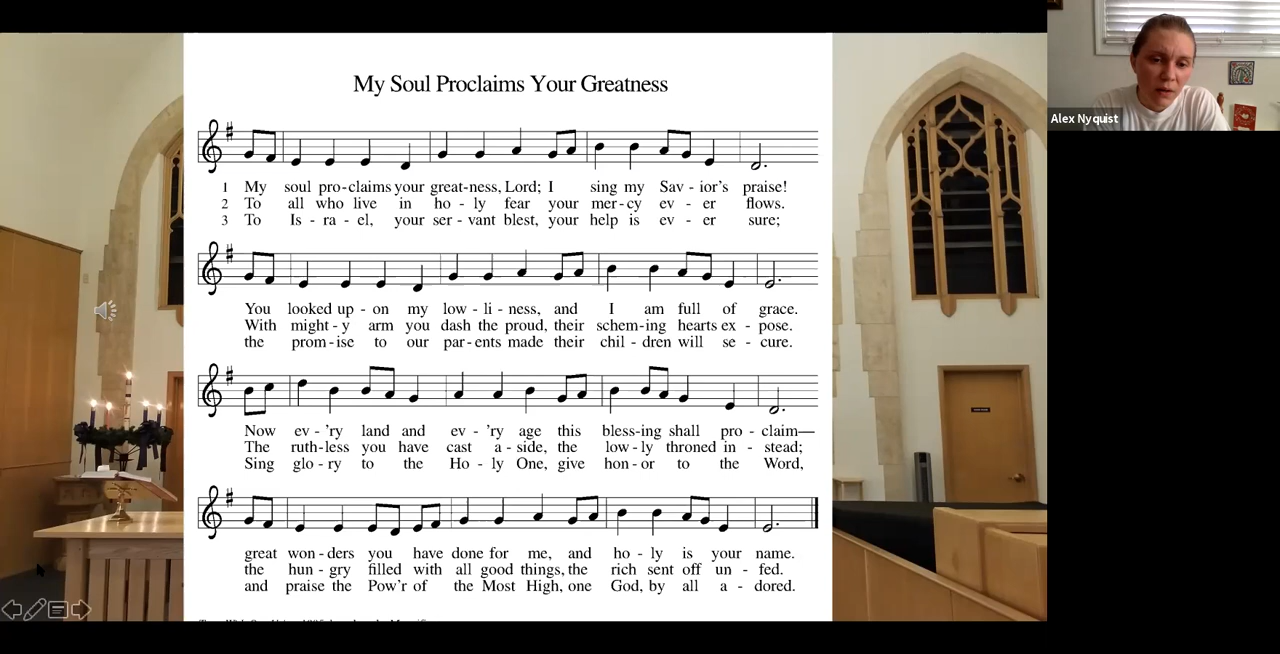 My Soul Proclaims Your Greatness
1 My soul pro-claims your great-ness, Lord; I sing my Sav - ior's praise!
2 To all who live in ho - ly fear your mer-cy ev - er flows.
3 To Is - ra - el, your ser - vant blest, your help is ev - er sure;
You looked up - on my low - li - ness, and I am full of grace.
With might - y arm you dash the proud, their schem-ing hearts ex - pose.
the prom - ise to our par - ents made their chil - dren will se - cure.
Now ev - 'ry land and ev - 'ry age this bless-ing shall pro - claim—
The ruth-less you have cast a - side, the low - ly throned in - stead;
Sing glo - ry to the Ho - ly One, give hon - or to the Word,
great won - ders you have done for me, and ho - ly is your name.
the hun - gry filled with all good things, the rich sent off un - fed.
and praise the Pow'r of the Most High, one God, by all a - dored.
Alex Nyquist